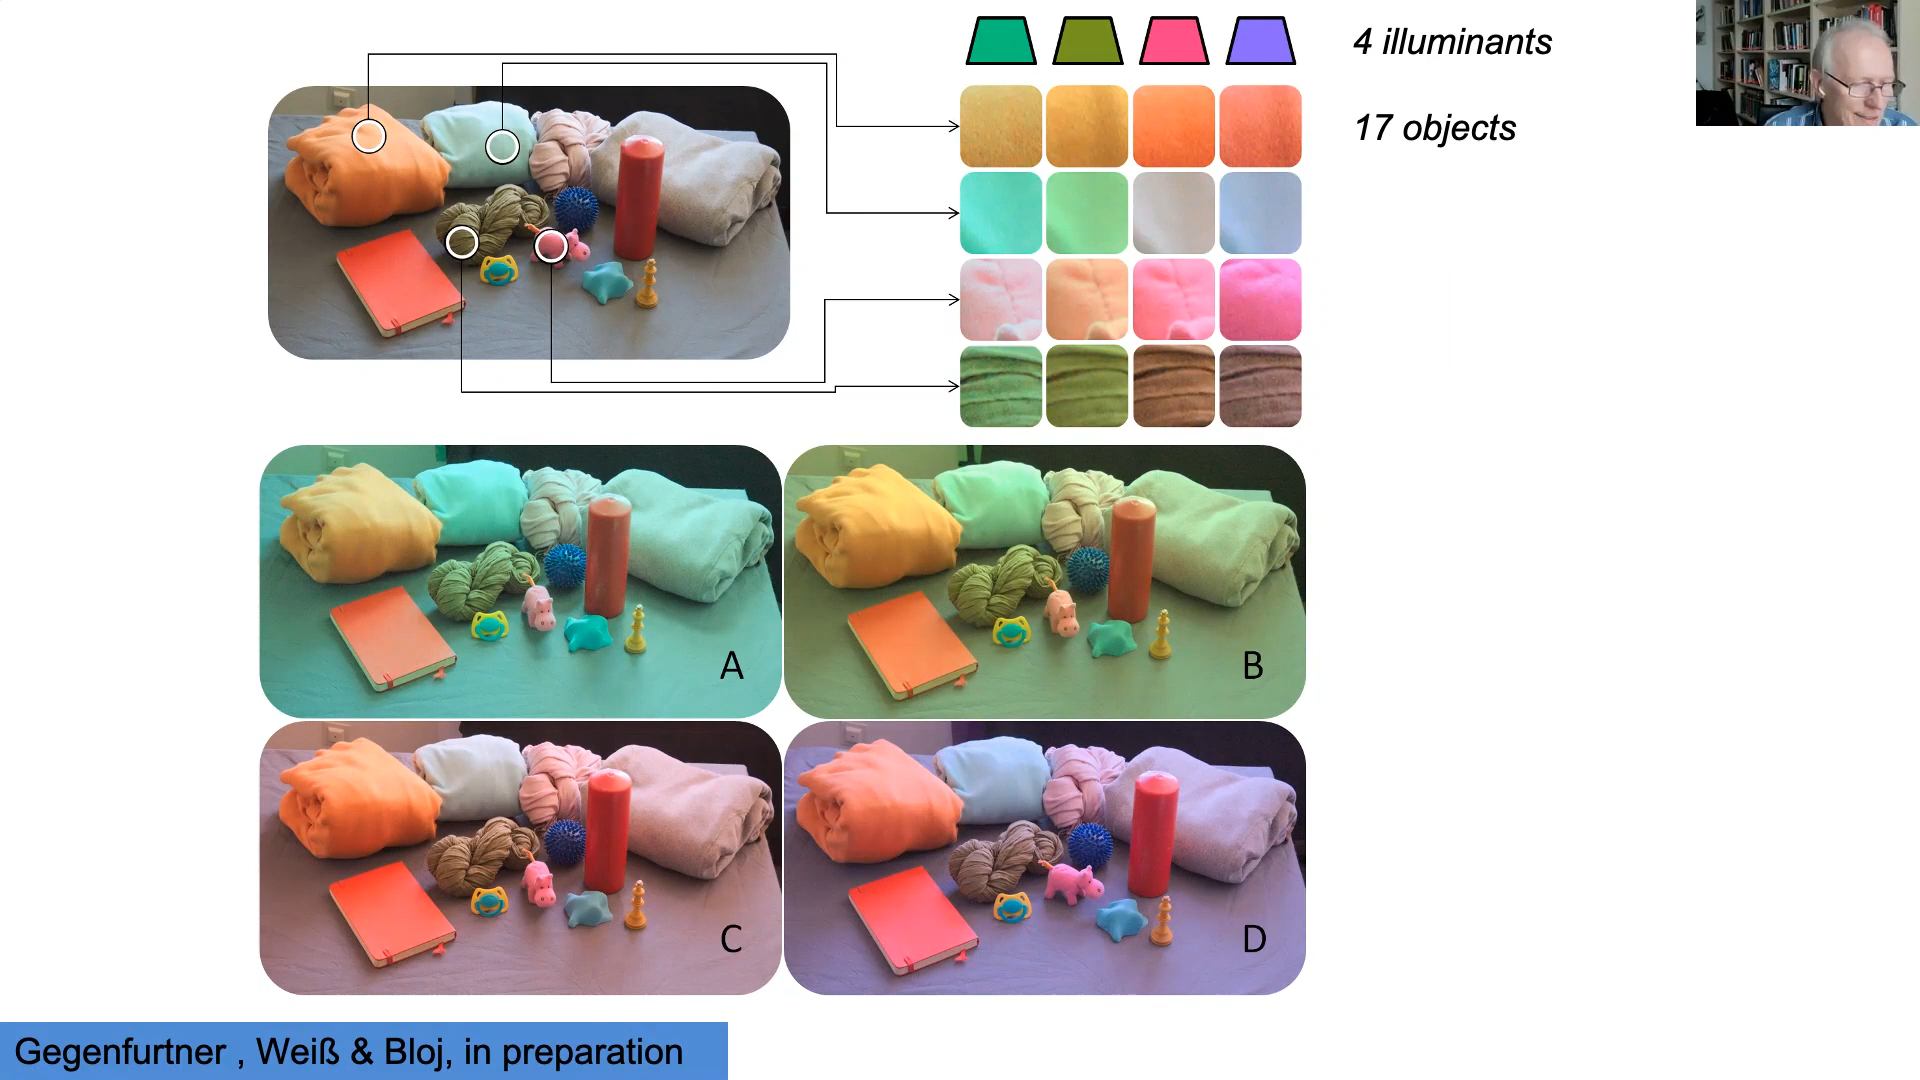 4 illuminants
17 objects
A
B
C
D
Gegenfurtner , Weiß & Bloj, in preparation